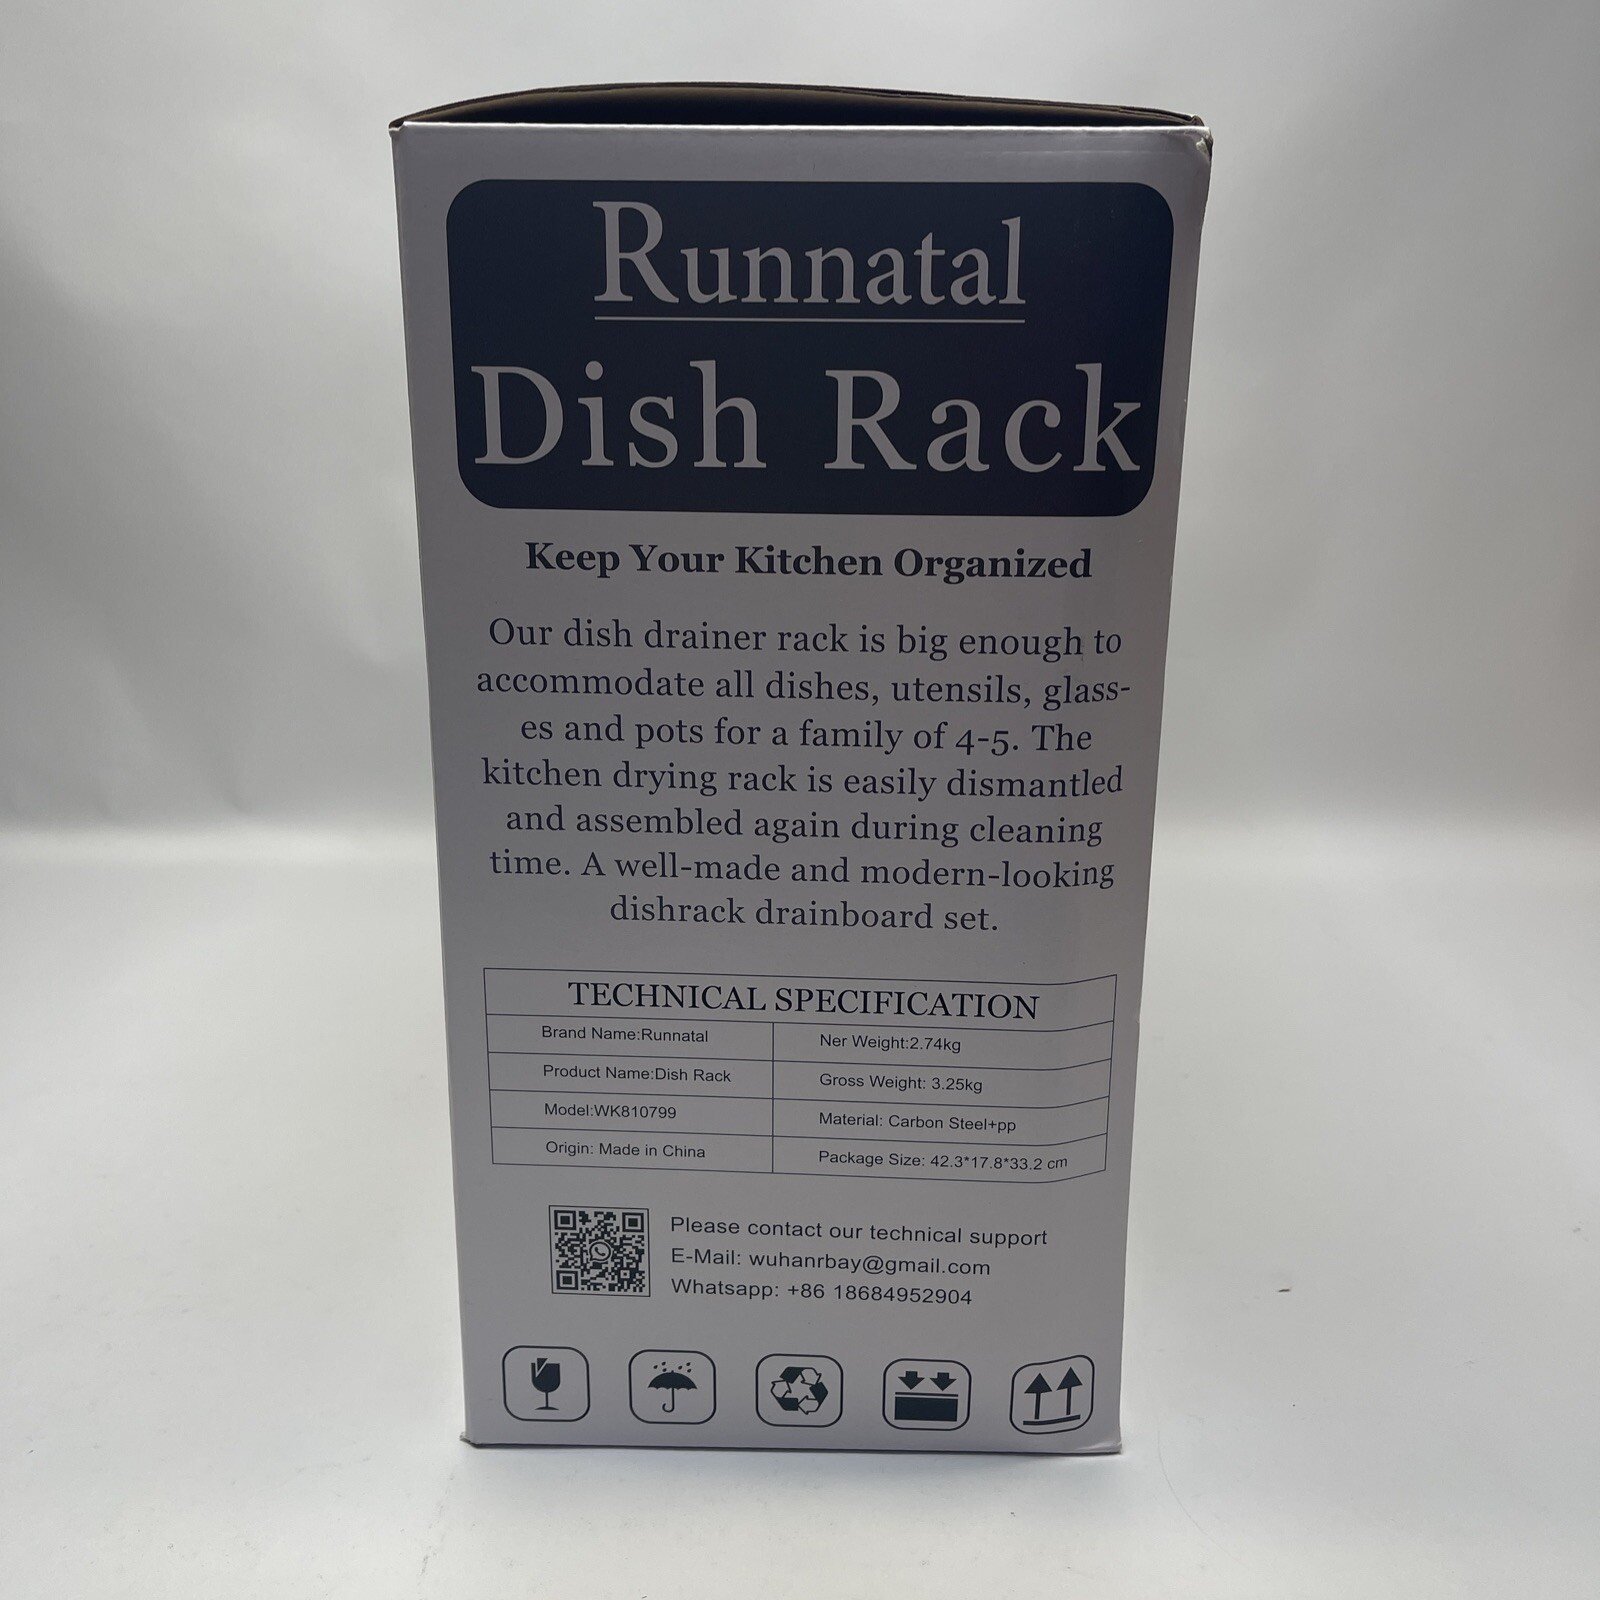 Runnatal
Dish Rack
Keep Your Kitchen Organized
Our dish drainer rack is big enough to
accommodate all dishes, utensils, glass-
es and pots for a family of 4-5. The
kitchen drying rack is easily dismantled
and assembled again during cleaning
time. A well-made and modern-looking
dishrack drainboard set.
TECHNICAL SPECIFICATION
Brand Name:Runnatal
Ner Weight:2.74kg
Product Name:Dish Rack
Gross Weight: 3.25kg
Model:WK810799
Material: Carbon Steel+pp
Origin: Made in China
Package Size: 42.3*17.8*33.2 cm
Please contact our technical support
E-Mail: wuhanrbay@gmail.com
Whatsapp: +86 18684952904